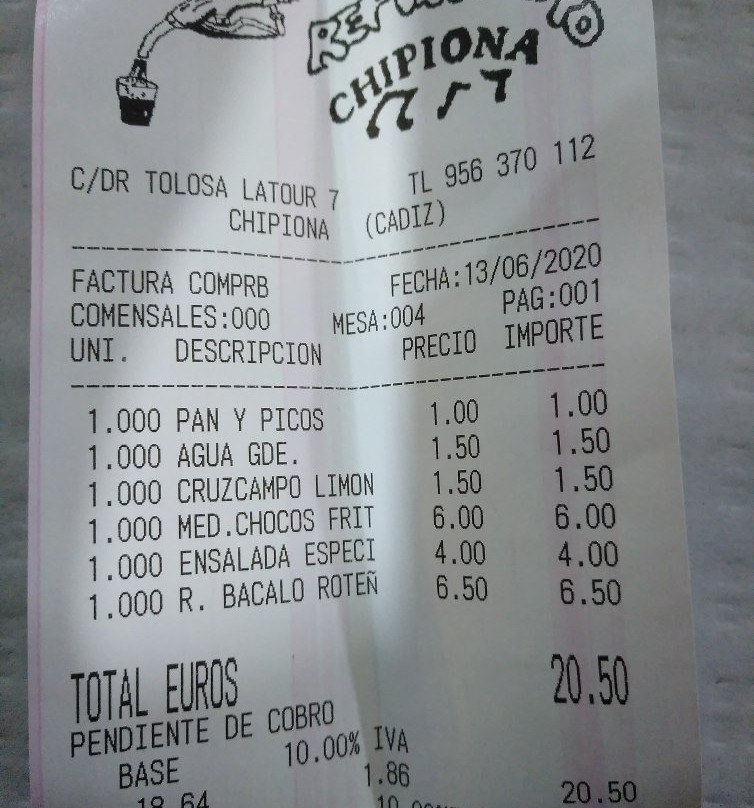 CHIPIONA
C/DR TOLOSA LATOUR 7 TL 956 370 112
CHIPIONA (CADIZ)
FACTURA COMPRB FECHA:13/06/2020
COMENSALES:000 MESA:004 PAG:001
UNI. DESCRIPCION PRECIO IMPORTE
1.000 PAN Y PICOS 1.00 1.00
1.000 AGUA GDE. 1.50 1.50
1.000 CRUZCAMPO LIMON 1.50 1.50
1.000 MED.CHOCOS FRIT 6.00 6.00
1.000 ENSALADA ESPECI 4.00 4.00
1.000 R. BACALO ROTEÑ 6.50 6.50
TOTAL EUROS 20.50
PENDIENTE DE COBRO
BASE 10.00% IVA
18.64 1.86 20.50